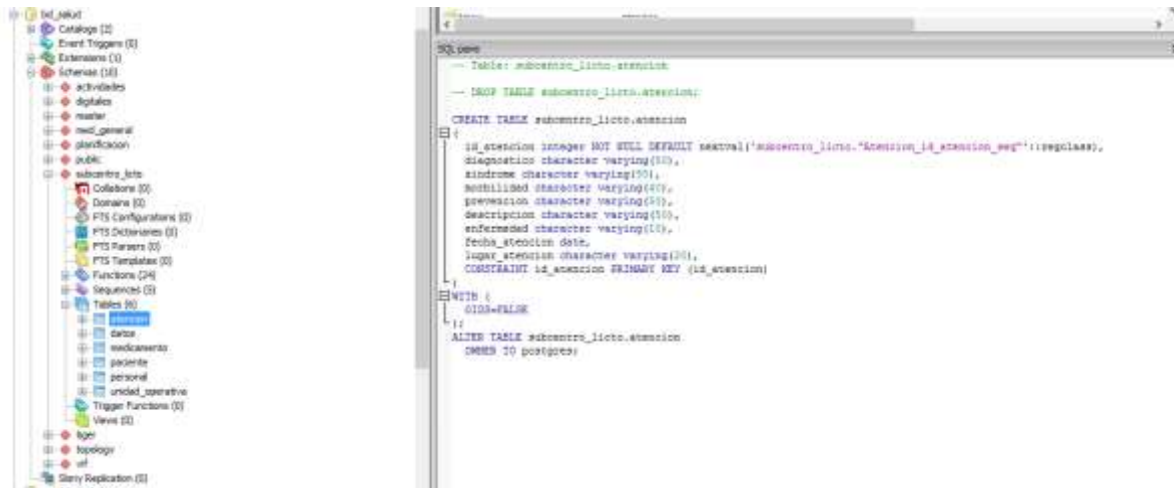 Catalogs (2)
Event Triggers (0)
Extensions (1)
Schemas (10)
actividades
digitales
master
med_general
planificacion
public
subcentro_licto
Collations (0)
Domains (0)
FTS Configurations (0)
FTS Dictionaries (0)
FTS Parsers (0)
FTS Templates (0)
Functions (24)
Sequences (5)
Tables (6)
atencion
datos
medicamento
paciente
personal
unidad_operativa
Trigger Functions (0)
Views (0)
tiger
topology
Slony Replication (0)
SQL pane
-- Table: subcentro_licto.atencion
-- DROP TABLE subcentro_licto.atencion;
CREATE TABLE subcentro_licto.atencion
(
id_atencion integer NOT NULL DEFAULT nextval('subcentro_licto."Atencion_id_atencion_seq"'::regclass),
diagnostico character varying(50),
sindrome character varying(50),
morbilidad character varying(40),
prevencion character varying(50),
descripcion character varying(50),
enfermedad character varying(10),
fecha_atencion date,
lugar_atencion character varying(20),
CONSTRAINT id_atencion PRIMARY KEY (id_atencion)
)
WITH (
OIDS=FALSE
);
ALTER TABLE subcentro_licto.atencion
OWNER TO postgres;